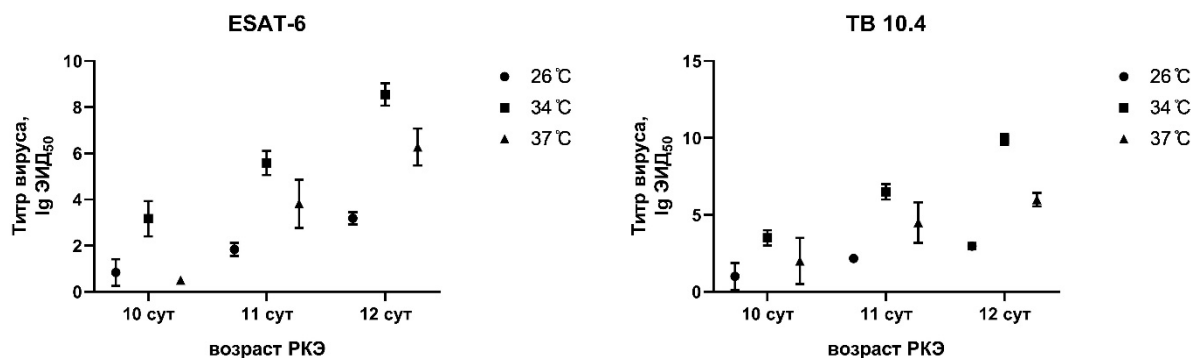 ESAT-6
Титр вируса,
lg ЭИД50
10
8
6
4
2
0
10 сут
11 сут
12 сут
возраст РКЭ
26℃
34℃
37℃
TB 10.4
Титр вируса,
lg ЭИД50
15
10
5
0
10 сут
11 сут
12 сут
возраст РКЭ
26℃
34℃
37℃